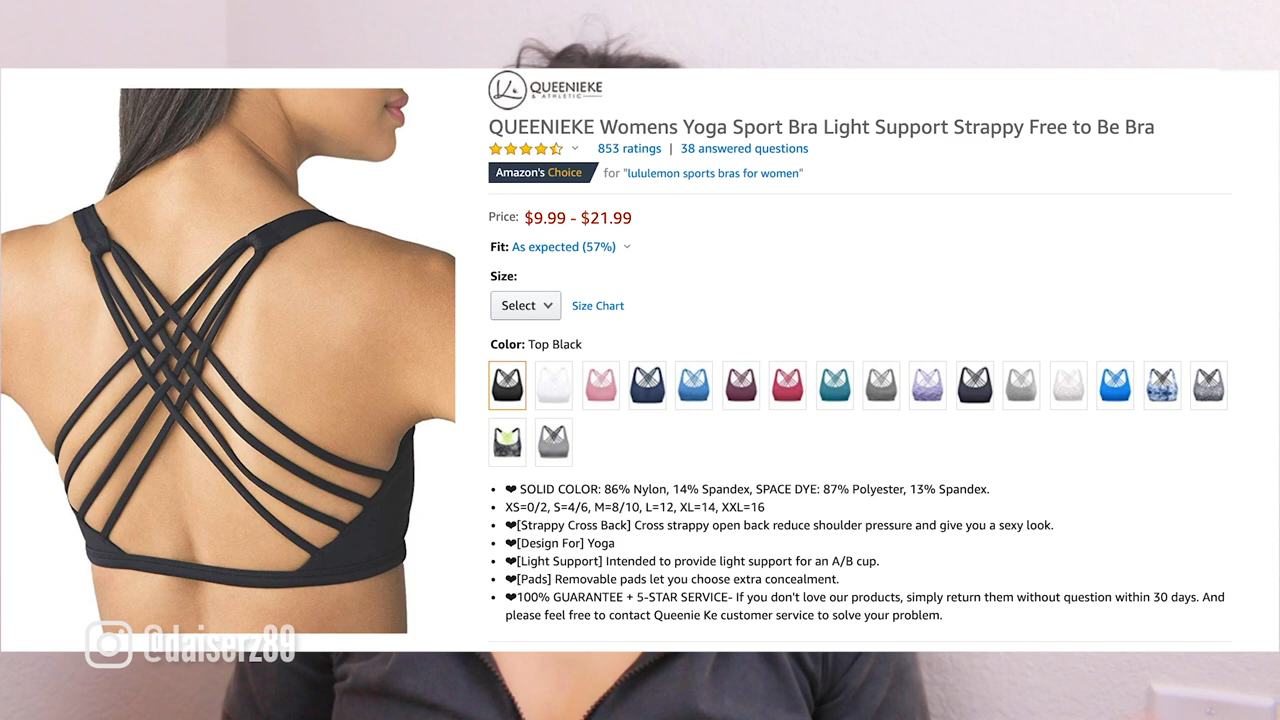 QUEENIEKE
& ATHLETIC
QUEENIEKE Womens Yoga Sport Bra Light Support Strappy Free to Be Bra
853 ratings | 38 answered questions
Amazon's Choice for "lululemon sports bras for women"
Price: $9.99 - $21.99
Fit: As expected (57%)
Size:
Select Size Chart
Color: Top Black
• ❤ SOLID COLOR: 86% Nylon, 14% Spandex, SPACE DYE: 87% Polyester, 13% Spandex.
• XS=0/2, S=4/6, M=8/10, L=12, XL=14, XXL=16
• ❤[Strappy Cross Back] Cross strappy open back reduce shoulder pressure and give you a sexy look.
• ❤[Design For] Yoga
• ❤[Light Support] Intended to provide light support for an A/B cup.
• ❤[Pads] Removable pads let you choose extra concealment.
• ❤100% GUARANTEE + 5-STAR SERVICE- If you don't love our products, simply return them without question within 30 days. And
please feel free to contact Queenie Ke customer service to solve your problem.
@daiserz89